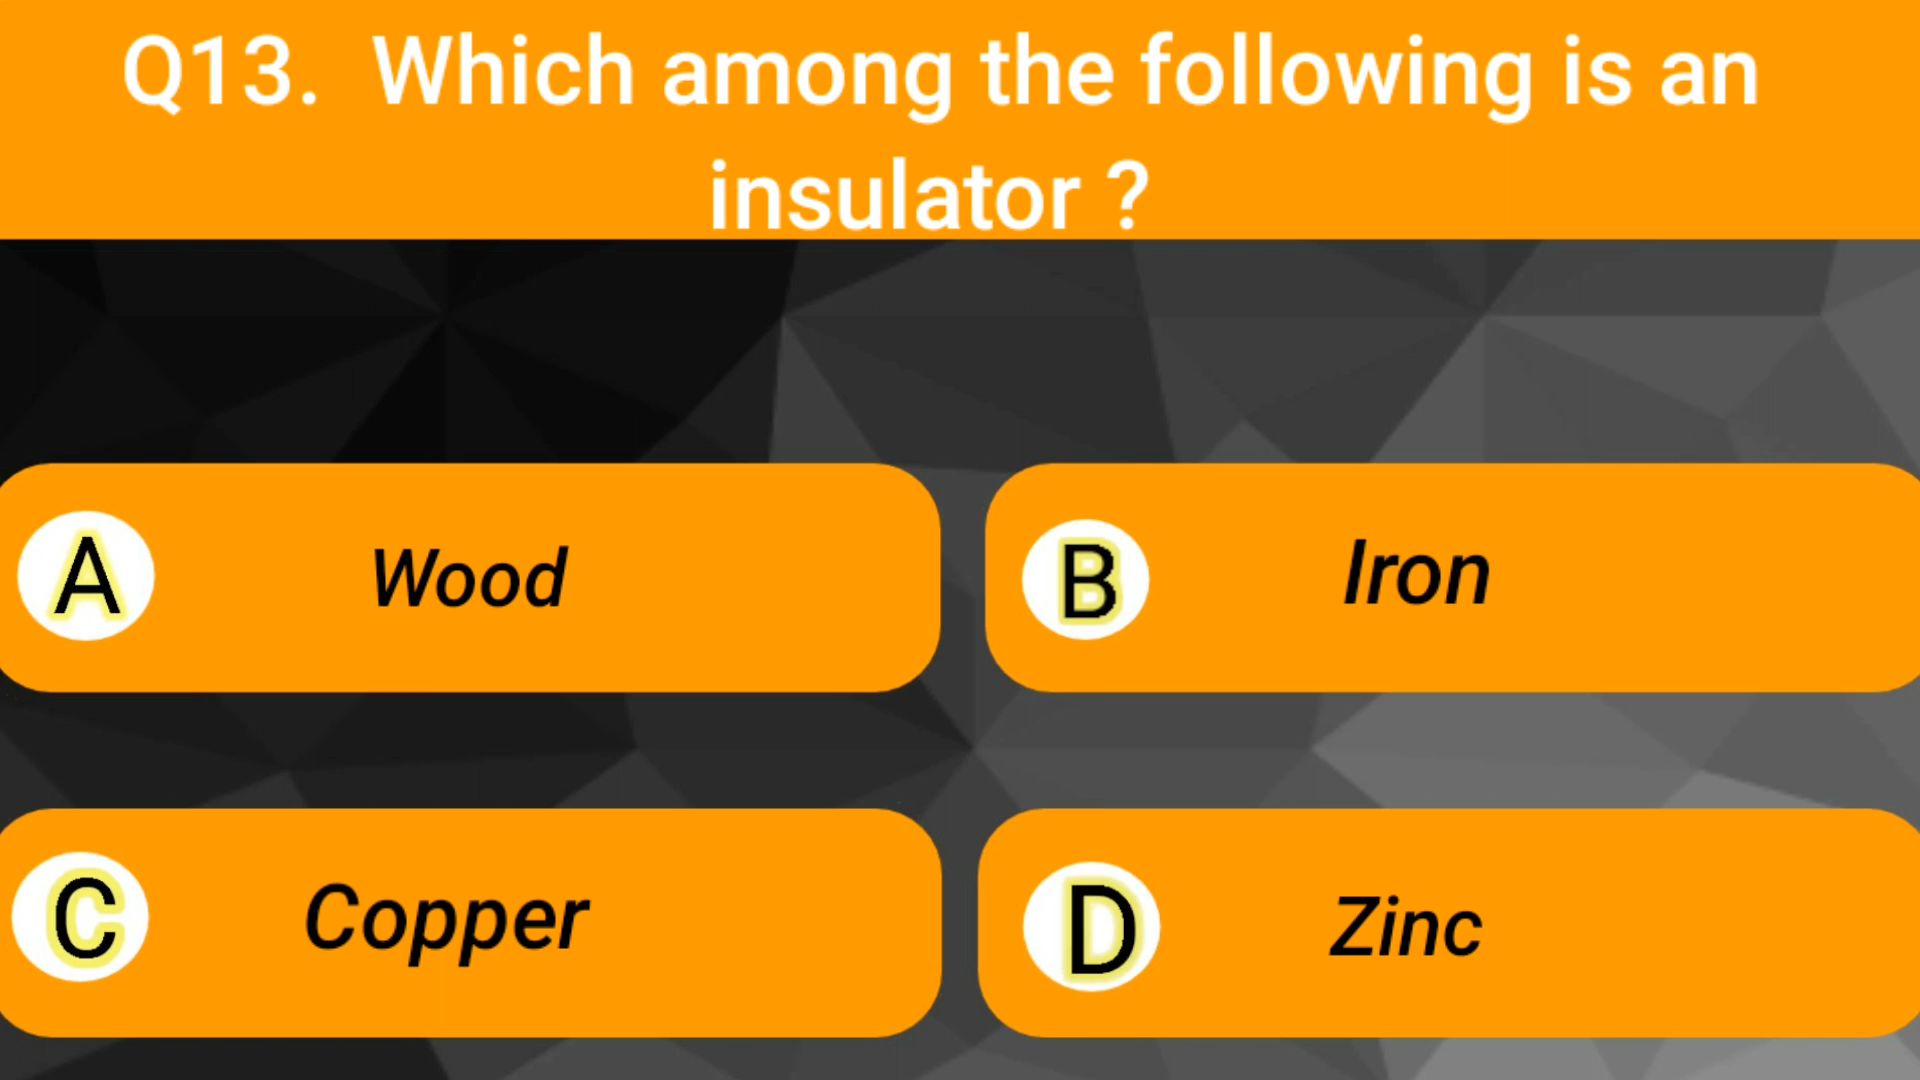 Q13. Which among the following is an
insulator ?
A Wood
B Iron
C Copper
D Zinc